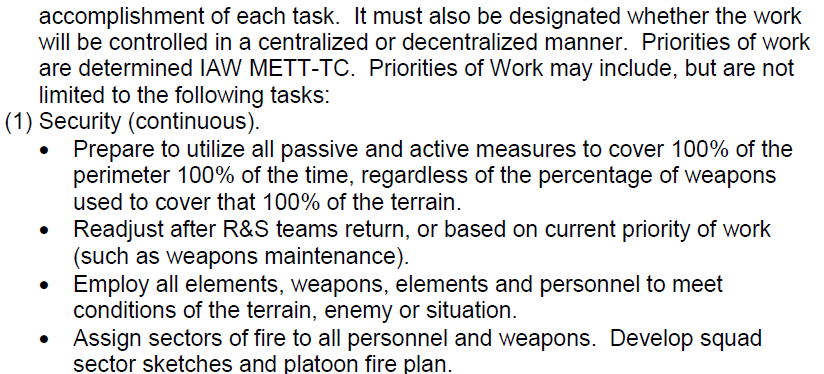 accomplishment of each task.  It must also be designated whether the work
will be controlled in a centralized or decentralized manner.  Priorities of work
are determined IAW METT-TC.  Priorities of Work may include, but are not
limited to the following tasks:
(1) Security (continuous).
• Prepare to utilize all passive and active measures to cover 100% of the
perimeter 100% of the time, regardless of the percentage of weapons
used to cover that 100% of the terrain.
• Readjust after R&S teams return, or based on current priority of work
(such as weapons maintenance).
• Employ all elements, weapons, elements and personnel to meet
conditions of the terrain, enemy or situation.
• Assign sectors of fire to all personnel and weapons.  Develop squad
sector sketches and platoon fire plan.